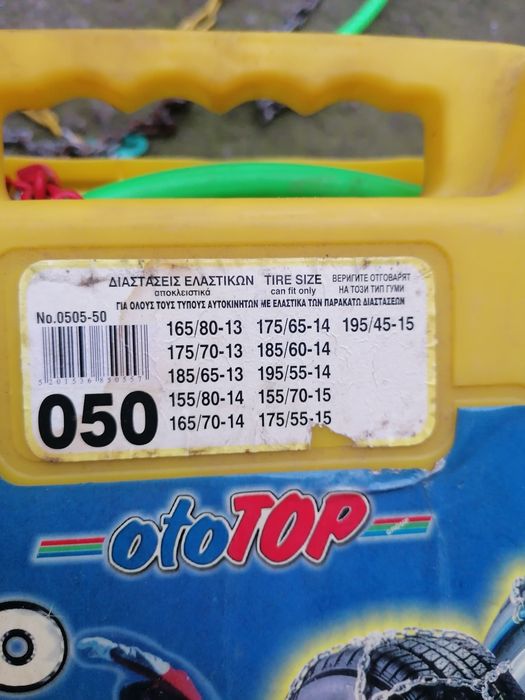 ΔΙΑΣΤΑΣΕΙΣ ΕΛΑΣΤΙΚΩΝ TIRE SIZE ΒΕΡИГИТЕ ОТГОВАРЯТ
αποκλειστικά can fit only НА ТОЗИ ТИП ГУМИ
ΓΙΑ ΟΛΟΥΣ ΤΟΥΣ ΤΥΠΟΥΣ ΑΥΤΟΚΙΝΗΤΩΝ ΜΕ ΕΛΑΣΤΙΚΑ ΤΩΝ ΠΑΡΑΚΑΤΩ ΔΙΑΣΤΑΣΕΩΝ
No.0505-50
165/80-13 175/65-14 195/45-15
175/70-13 185/60-14
185/65-13 195/55-14
155/80-14 155/70-15
165/70-14 175/55-15
050
otoTOP